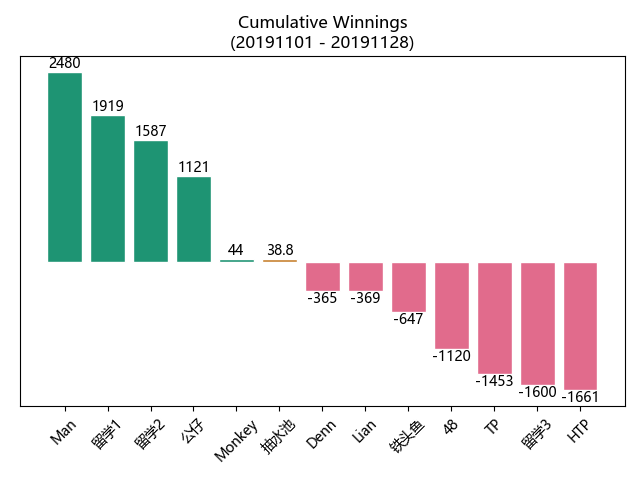 Cumulative Winnings
(20191101 - 20191128)
2480
1919
1587
1121
44
38.8
-365
-369
-647
-1120
-1453
-1600
-1661
Man
留学1
留学2
公仔
Monkey
抽水池
Denn
Lian
铁头鱼
48
TP
留学3
HTP